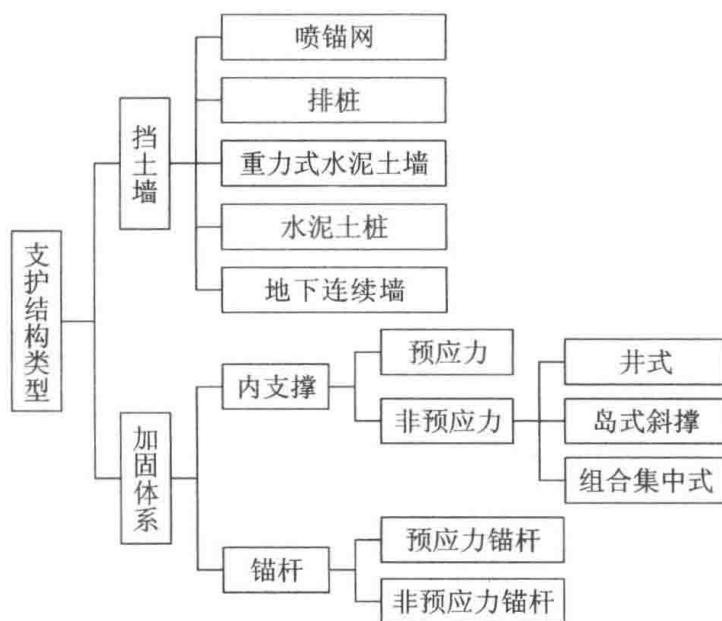 支护结构类型
挡土墙
喷锚网
排桩
重力式水泥土墙
水泥土桩
地下连续墙
加固体系
内支撑
预应力
非预应力
井式
岛式斜撑
组合集中式
锚杆
预应力锚杆
非预应力锚杆